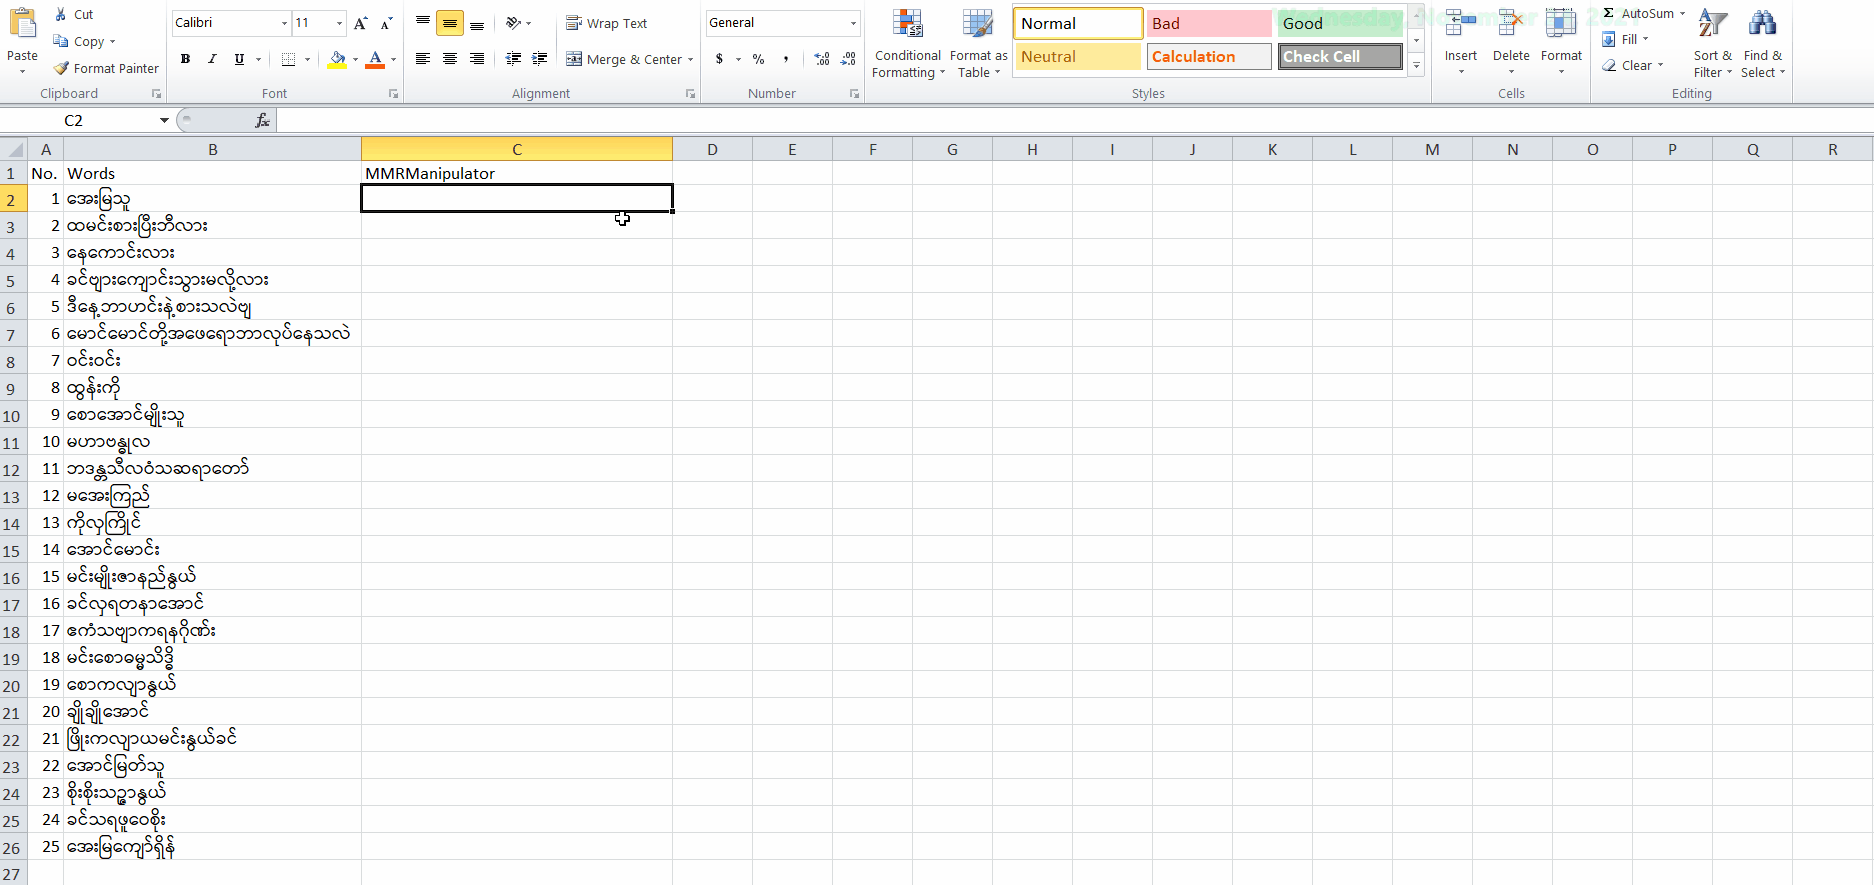 Cut
Copy
Format Painter
Paste
Clipboard
Calibri
11
B I U
Font
Wrap Text
Merge & Center
Alignment
General
$ % ,
Number
Conditional Formatting
Format as Table
Normal
Bad
Good
Neutral
Calculation
Check Cell
Styles
Insert
Delete
Format
Cells
Σ AutoSum
Fill
Clear
Sort & Filter
Find & Select
Editing
C2
fx
A B C D E F G H I J K L M N O P Q R
1 No. Words MMRManipulator
2 1 အေးမြသူ
3 2 ထမင်းစားပြီးဘီလား
4 3 နေကောင်းလား
5 4 ခင်ဗျားကျောင်းသွားမလို့လား
6 5 ဒီနေ့ဘာဟင်းနဲ့စားသလဲဗျ
7 6 မောင်မောင်တို့အဖေရောဘာလုပ်နေသလဲ
8 7 ဝင်းဝင်း
9 8 ထွန်းကို
10 9 စောအောင်မျိုးသူ
11 10 မဟာဗန္ဓုလ
12 11 ဘဒန္တသီလဝံသဆရာတော်
13 12 မအေးကြည်
14 13 ကိုလှကြိုင်
15 14 အောင်မောင်း
16 15 မင်းမျိုးဇာနည်နွယ်
17 16 ခင်လှရတနာအောင်
18 17 ဧကံသဗျာကရနဂိုဏ်း
19 18 မင်းစောဓမ္မသိဒ္ဓိ
20 19 စောကလျာနွယ်
21 20 ချိုချိုအောင်
22 21 ဖြိုးကလျာယမင်းနွယ်ခင်
23 22 အောင်မြတ်သူ
24 23 စိုးစိုးသဉ္ဇာနွယ်
25 24 ခင်သရဖူဝေစိုး
26 25 အေးမြကျော်ရှိန်
27